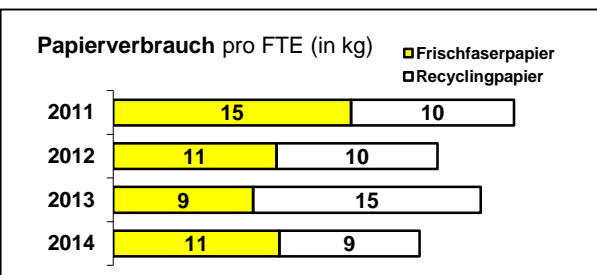 Papierverbrauch pro FTE (in kg)
Frischfaserpapier
Recyclingpapier
2011 15 10
2012 11 10
2013 9 15
2014 11 9